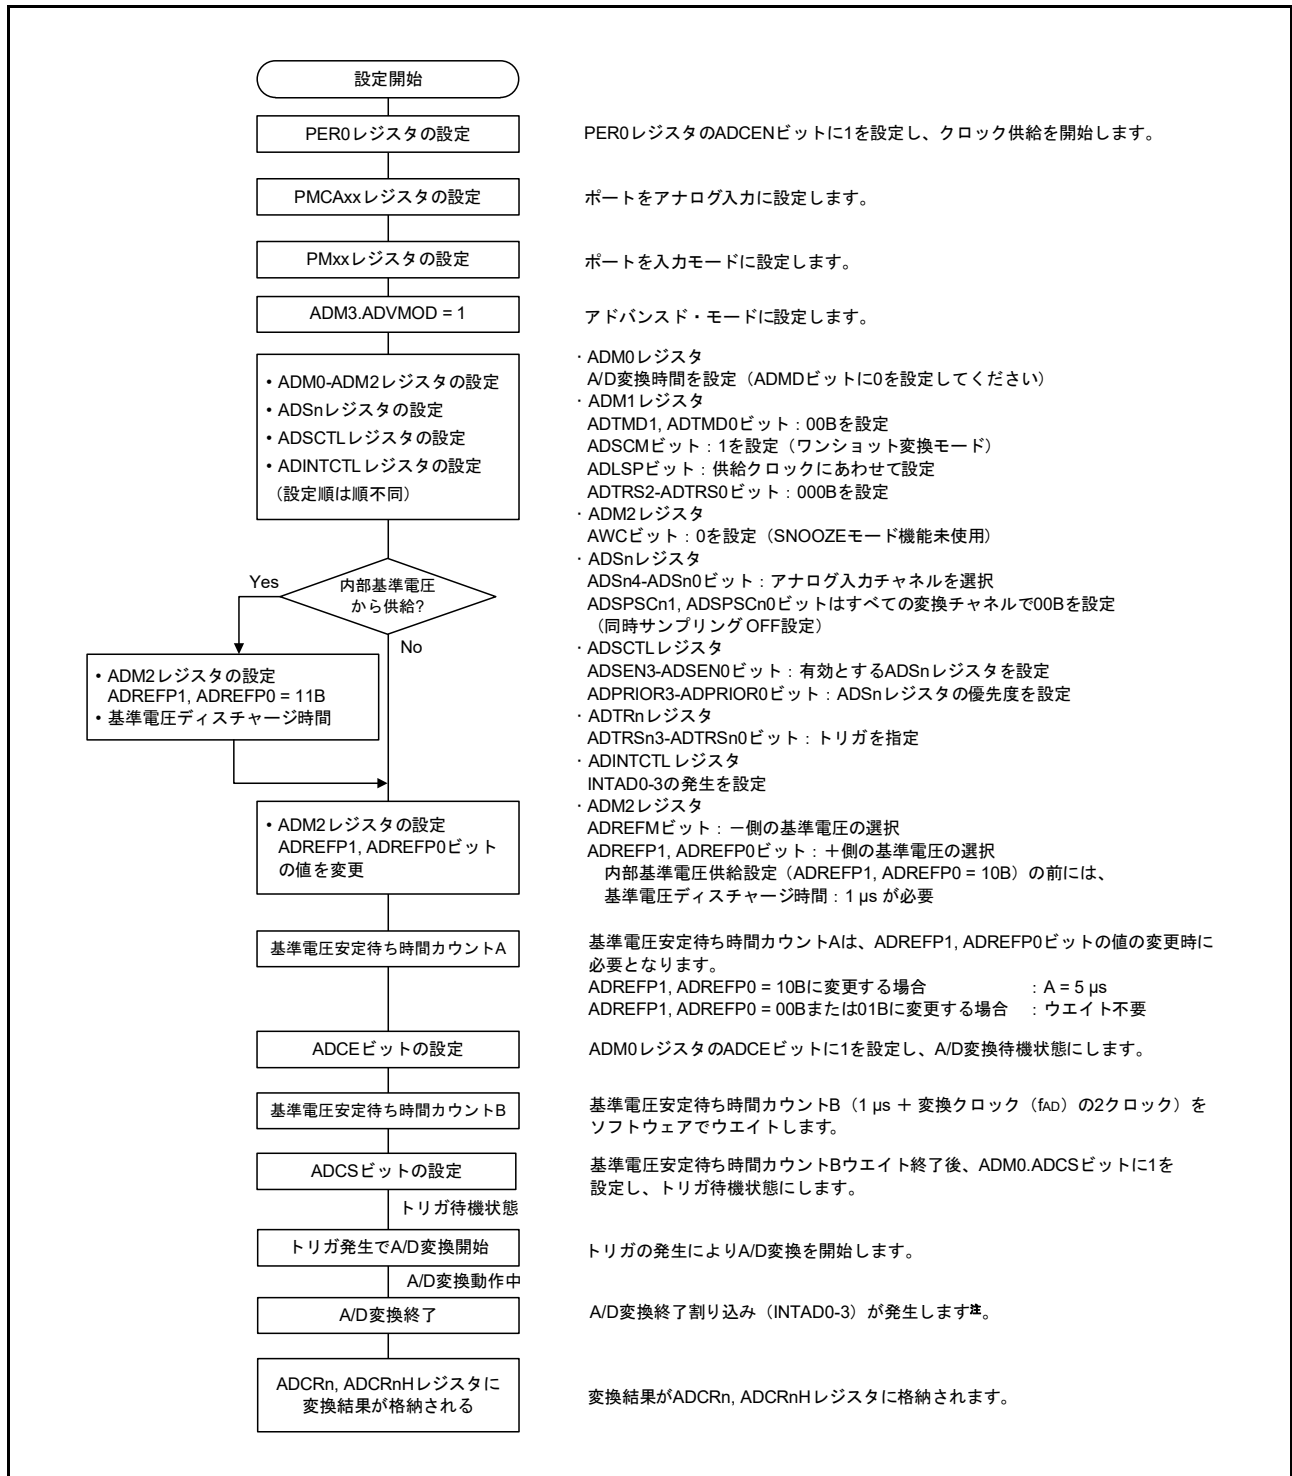 設定開始
PER0レジスタの設定
PER0レジスタのADCENビットに1を設定し、クロック供給を開始します。
PMCAxxレジスタの設定
ポートをアナログ入力に設定します。
PMxxレジスタの設定
ポートを入力モードに設定します。
ADM3.ADVMOD = 1
アドバンスド・モードに設定します。
• ADM0-ADM2レジスタの設定
• ADSnレジスタの設定
• ADSCTLレジスタの設定
• ADINTCTLレジスタの設定
（設定順は順不同）
・ADM0レジスタ
A/D変換時間を設定（ADMDビットに0を設定してください）
・ADM1レジスタ
ADTMD1, ADTMD0ビット：00Bを設定
ADSCMビット：1を設定（ワンショット変換モード）
ADLSPビット：供給クロックにあわせて設定
ADTRS2-ADTRS0ビット：000Bを設定
・ADM2レジスタ
AWCビット：0を設定（SNOOZEモード機能未使用）
・ADSnレジスタ
ADSn4-ADSn0ビット：アナログ入力チャネルを選択
ADSPSCn1, ADSPSCn0ビットはすべての変換チャネルで00Bを設定
（同時サンプリング OFF設定）
・ADSCTLレジスタ
ADSEN3-ADSEN0ビット：有効とするADSnレジスタを設定
ADPRIOR3-ADPRIOR0ビット：ADSnレジスタの優先度を設定
・ADTRnレジスタ
ADTRSn3-ADTRSn0ビット：トリガを指定
・ADINTCTLレジスタ
INTAD0-3の発生を設定
・ADM2レジスタ
ADREFMビット：－側の基準電圧の選択
ADREFP1, ADREFP0ビット：＋側の基準電圧の選択
内部基準電圧供給設定（ADREFP1, ADREFP0 = 10B）の前には、
基準電圧ディスチャージ時間：1 µs が必要
Yes
内部基準電圧
から供給?
No
• ADM2レジスタの設定
ADREFP1, ADREFP0 = 11B
• 基準電圧ディスチャージ時間
• ADM2レジスタの設定
ADREFP1, ADREFP0ビット
の値を変更
基準電圧安定待ち時間カウントA
基準電圧安定待ち時間カウントAは、ADREFP1, ADREFP0ビットの値の変更時に
必要となります。
ADREFP1, ADREFP0 = 10Bに変更する場合 ：A = 5 µs
ADREFP1, ADREFP0 = 00Bまたは01Bに変更する場合 ：ウエイト不要
ADCEビットの設定
ADM0レジスタのADCEビットに1を設定し、A/D変換待機状態にします。
基準電圧安定待ち時間カウントB
基準電圧安定待ち時間カウントB（1 µs ＋ 変換クロック（fAD）の2クロック）を
ソフトウェアでウエイトします。
ADCSビットの設定
基準電圧安定待ち時間カウントBウエイト終了後、ADM0.ADCSビットに1を
設定し、トリガ待機状態にします。
トリガ待機状態
トリガ発生でA/D変換開始
トリガの発生によりA/D変換を開始します。
A/D変換動作中
A/D変換終了
A/D変換終了割り込み（INTAD0-3）が発生します注。
ADCRn, ADCRnHレジスタに
変換結果が格納される
変換結果がADCRn, ADCRnHレジスタに格納されます。